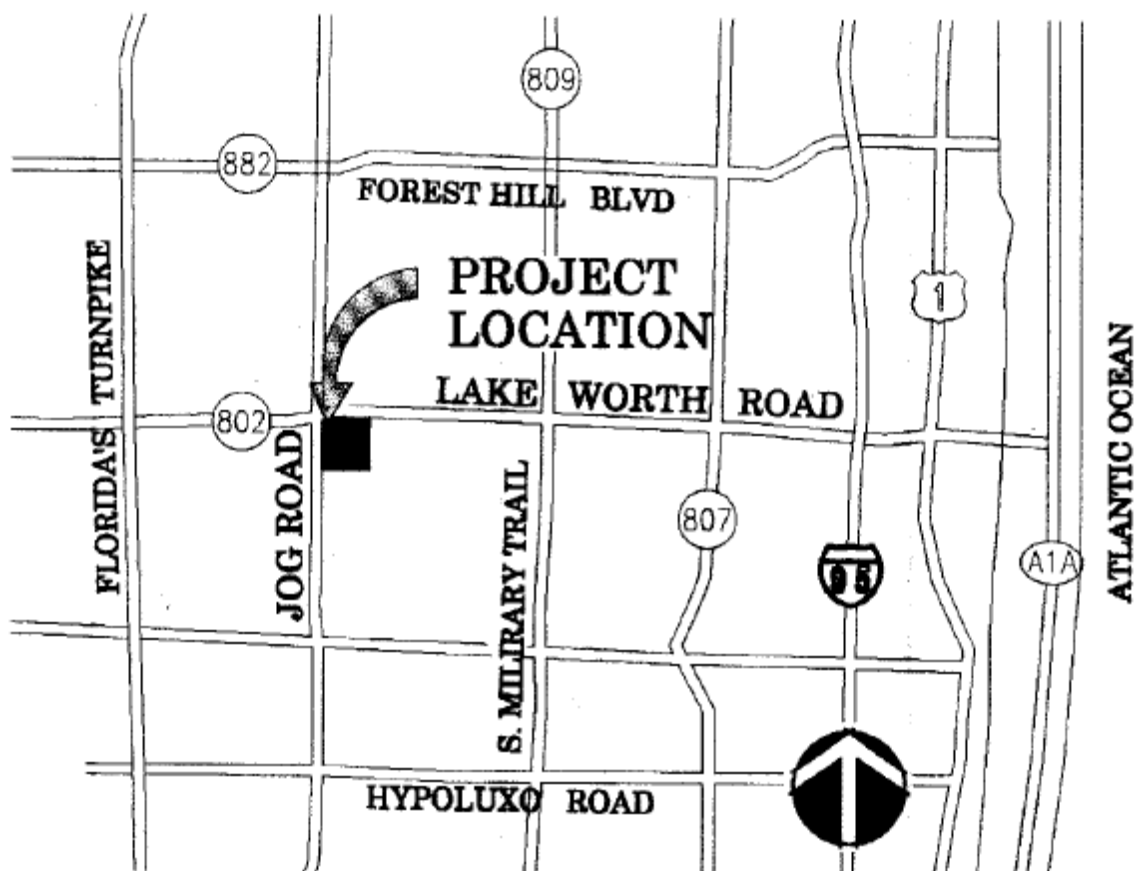 809
882
FOREST HILL BLVD
FLORIDA'S TURNPIKE
PROJECT
LOCATION
1
LAKE WORTH ROAD
802
JOG ROAD
S. MILIRARY TRAIL
807
95
A1A
ATLANTIC OCEAN
HYPOLUXO ROAD